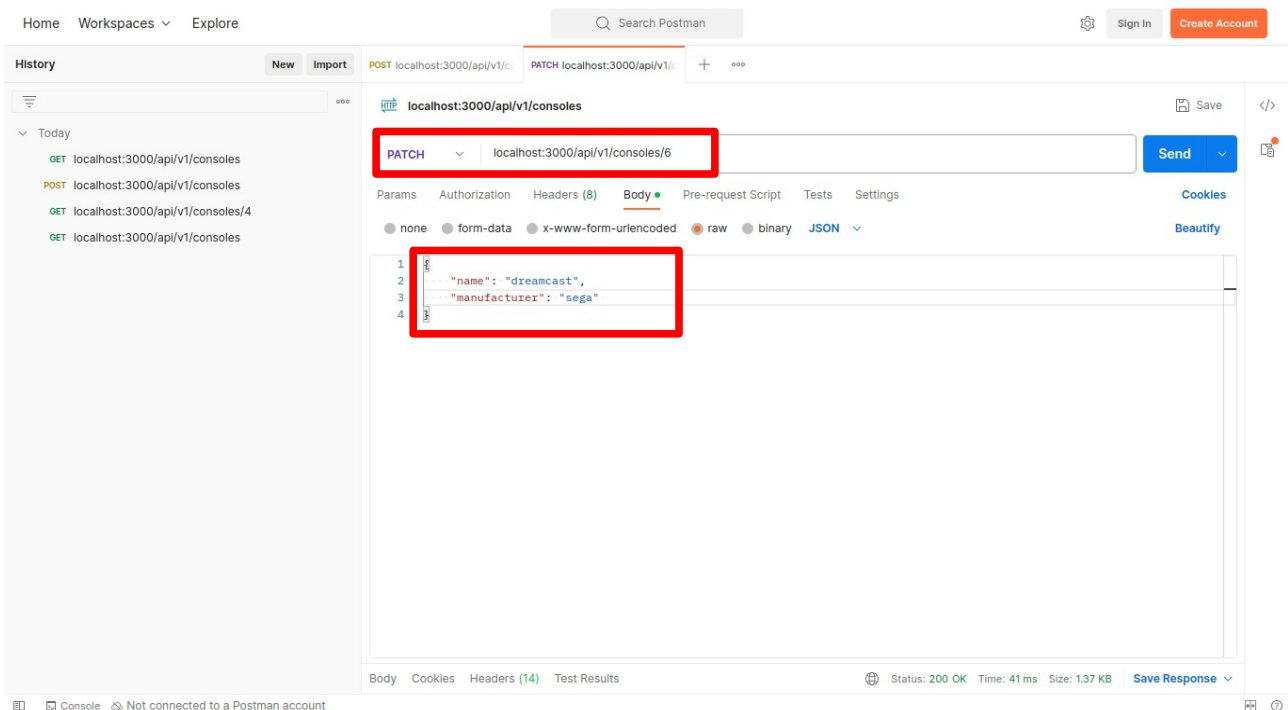 Home Workspaces Explore Search Postman Sign In Create Account
History New Import POST localhost:3000/api/v1/c PATCH localhost:3000/api/v1/
HTTP localhost:3000/api/v1/consoles Save </>
Today
GET localhost:3000/api/v1/consoles
POST localhost:3000/api/v1/consoles
GET localhost:3000/api/v1/consoles/4
GET localhost:3000/api/v1/consoles
PATCH localhost:3000/api/v1/consoles/6 Send
Params Authorization Headers (8) Body Pre-request Script Tests Settings Cookies
none form-data x-www-form-urlencoded raw binary JSON Beautify
1 {
2 "name": "dreamcast",
3 "manufacturer": "sega"
4 }
Body Cookies Headers (14) Test Results Status: 200 OK Time: 41 ms Size: 1.37 KB Save Response
Console Not connected to a Postman account